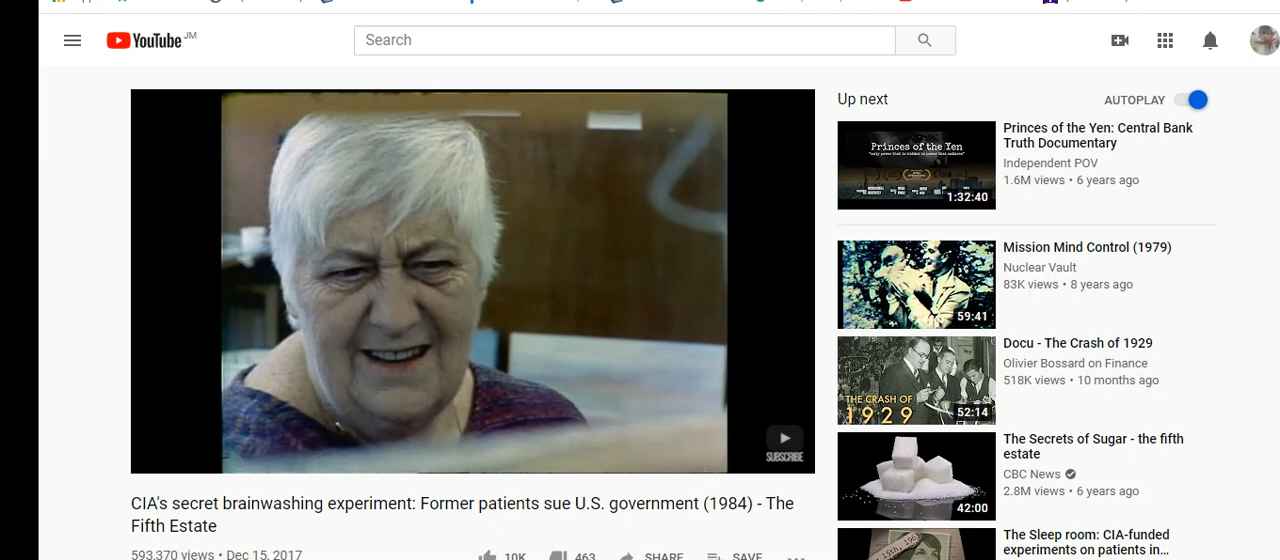 YouTube JM
Search
Up next
AUTOPLAY
Princes of the Yen
1:32:40
Princes of the Yen: Central Bank
Truth Documentary
Independent POV
1.6M views • 6 years ago
59:41
Mission Mind Control (1979)
Nuclear Vault
83K views • 8 years ago
THE CRASH OF
1929
52:14
Docu - The Crash of 1929
Olivier Bossard on Finance
518K views • 10 months ago
42:00
The Secrets of Sugar - the fifth
estate
CBC News
2.8M views • 6 years ago
The Sleep room: CIA-funded
experiments on patients in...
SUBSCRIBE
CIA's secret brainwashing experiment: Former patients sue U.S. government (1984) - The
Fifth Estate
593,370 views • Dec 15, 2017
10K
463
SHARE
SAVE